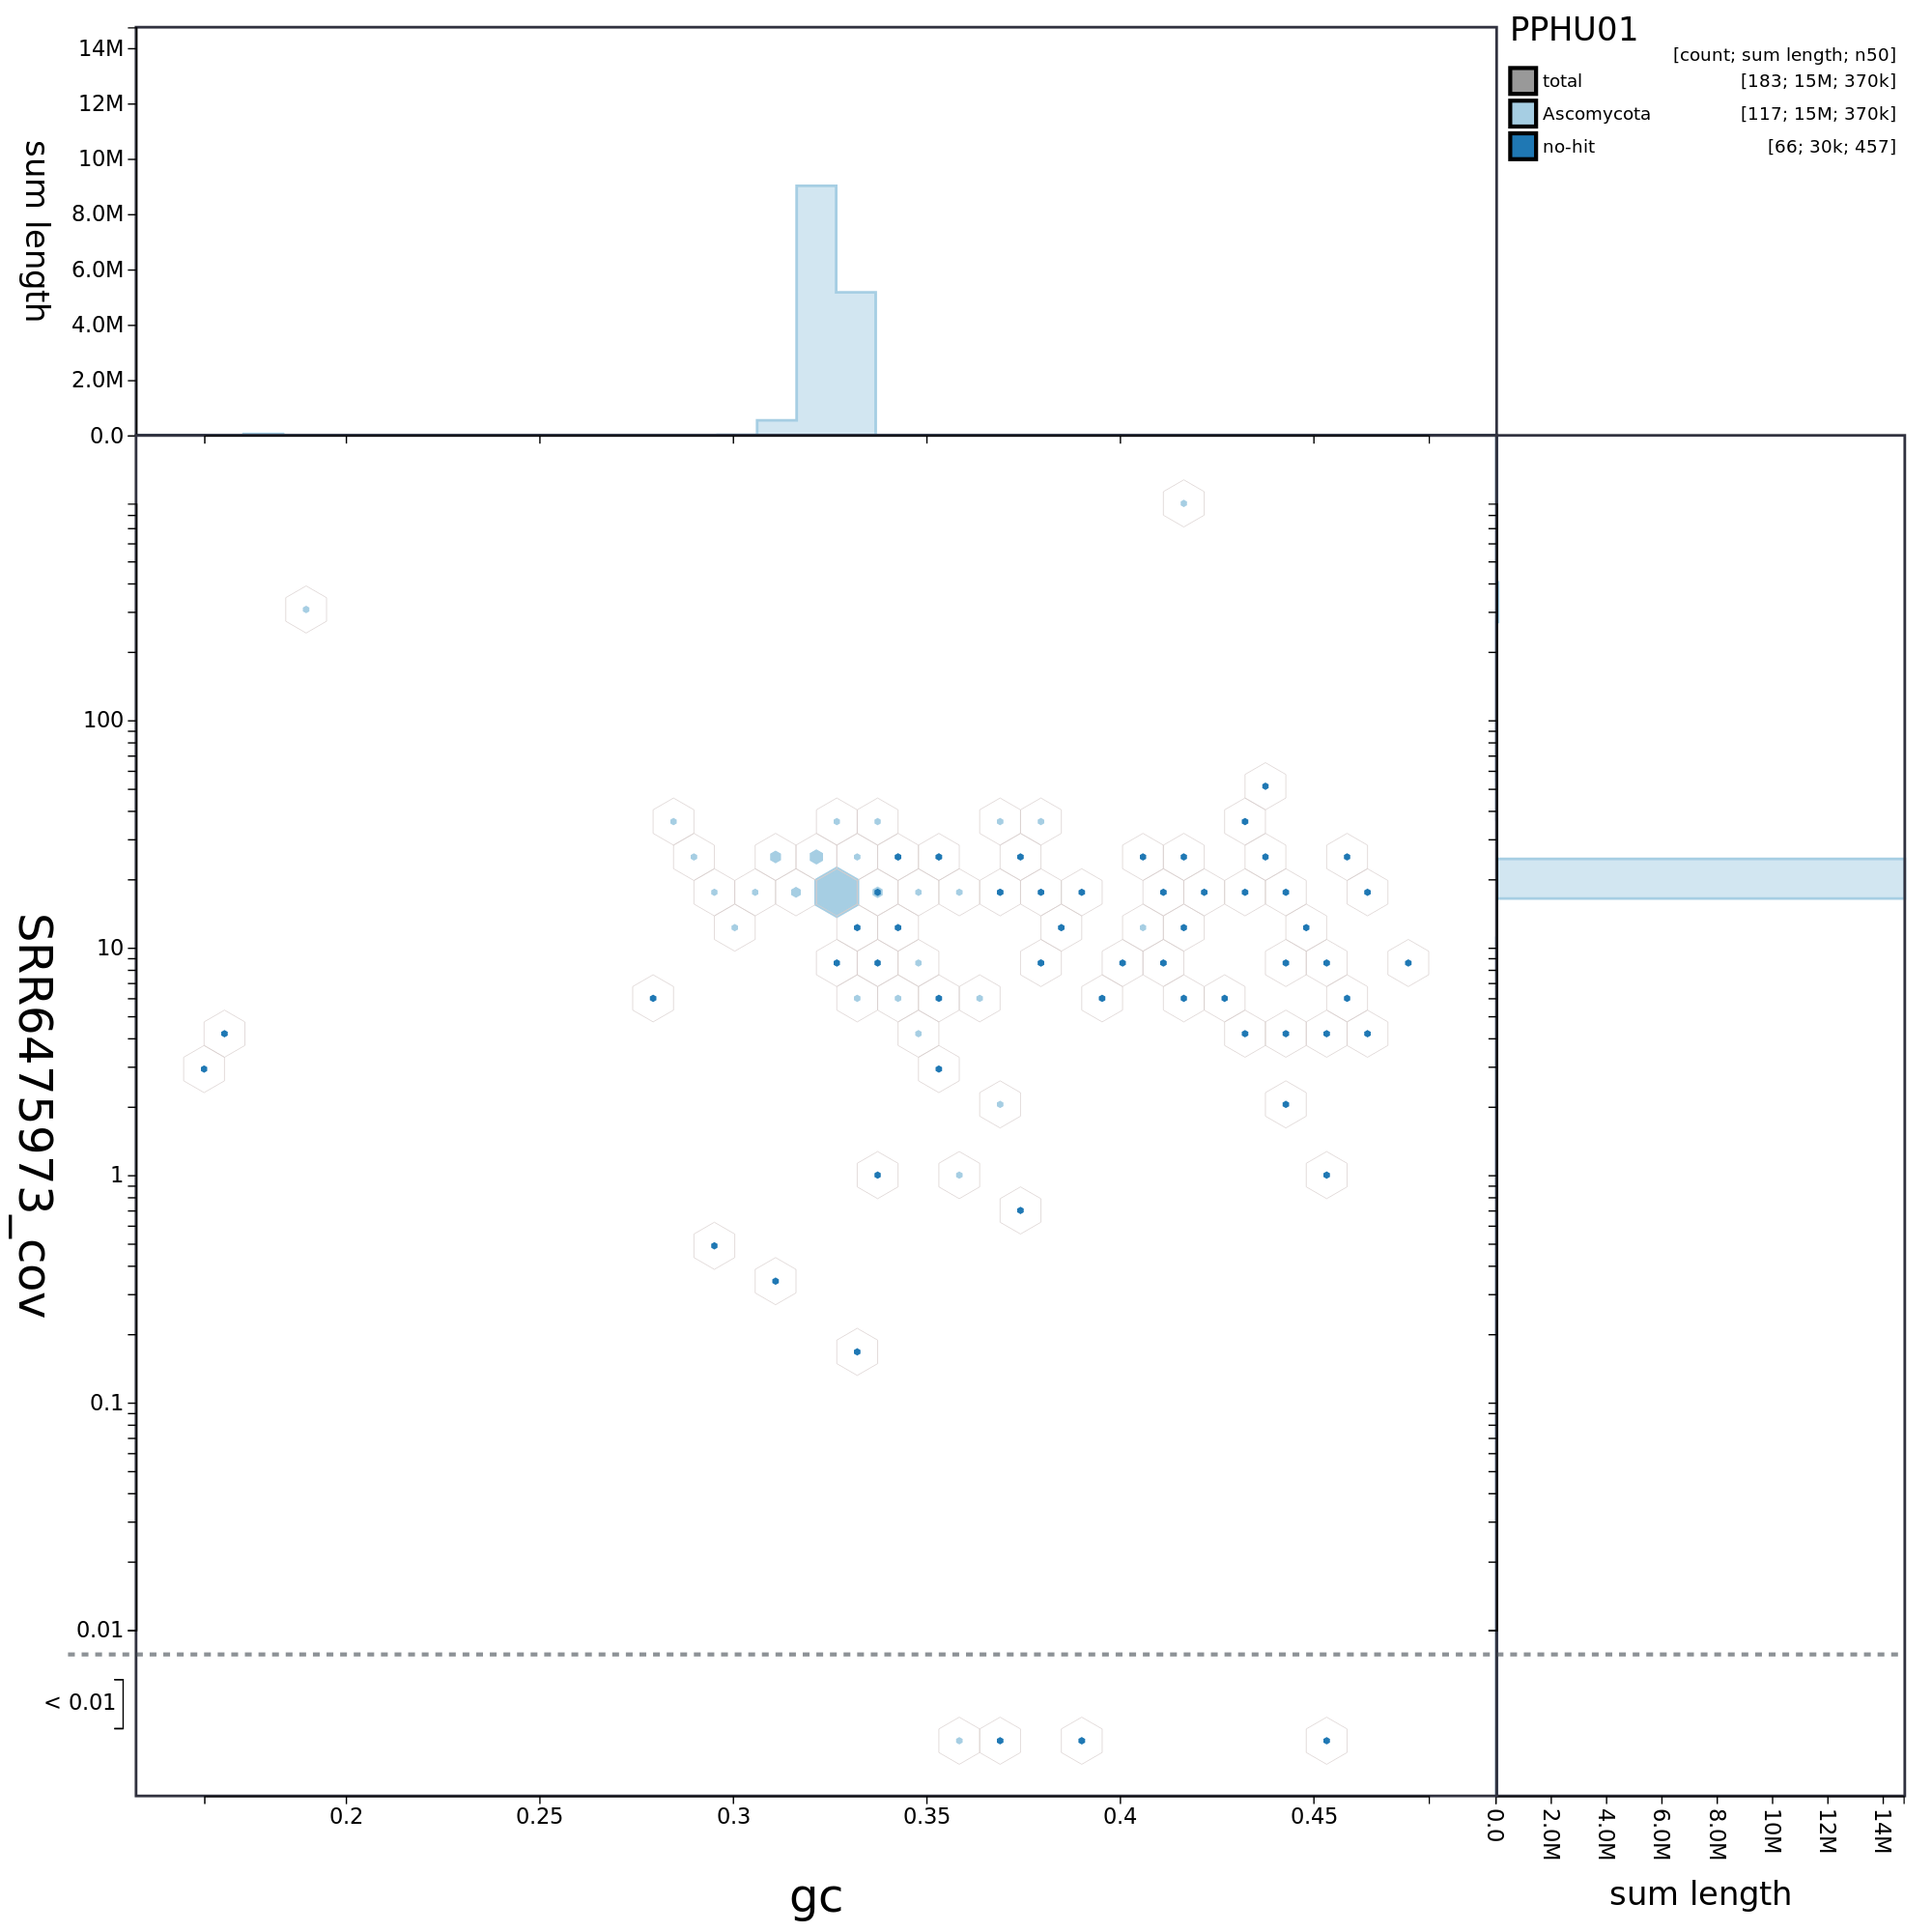 PPHU01
[count; sum length; n50]
total [183; 15M; 370k]
Ascomycota [117; 15M; 370k]
no-hit [66; 30k; 457]
sum length
14M
12M
10M
8.0M
6.0M
4.0M
2.0M
0.0
SRR6475973_cov
100
10
1
0.1
0.01
< 0.01
0.2 0.25 0.3 0.35 0.4 0.45
gc
0.0 2.0M 4.0M 6.0M 8.0M 10M 12M 14M
sum length